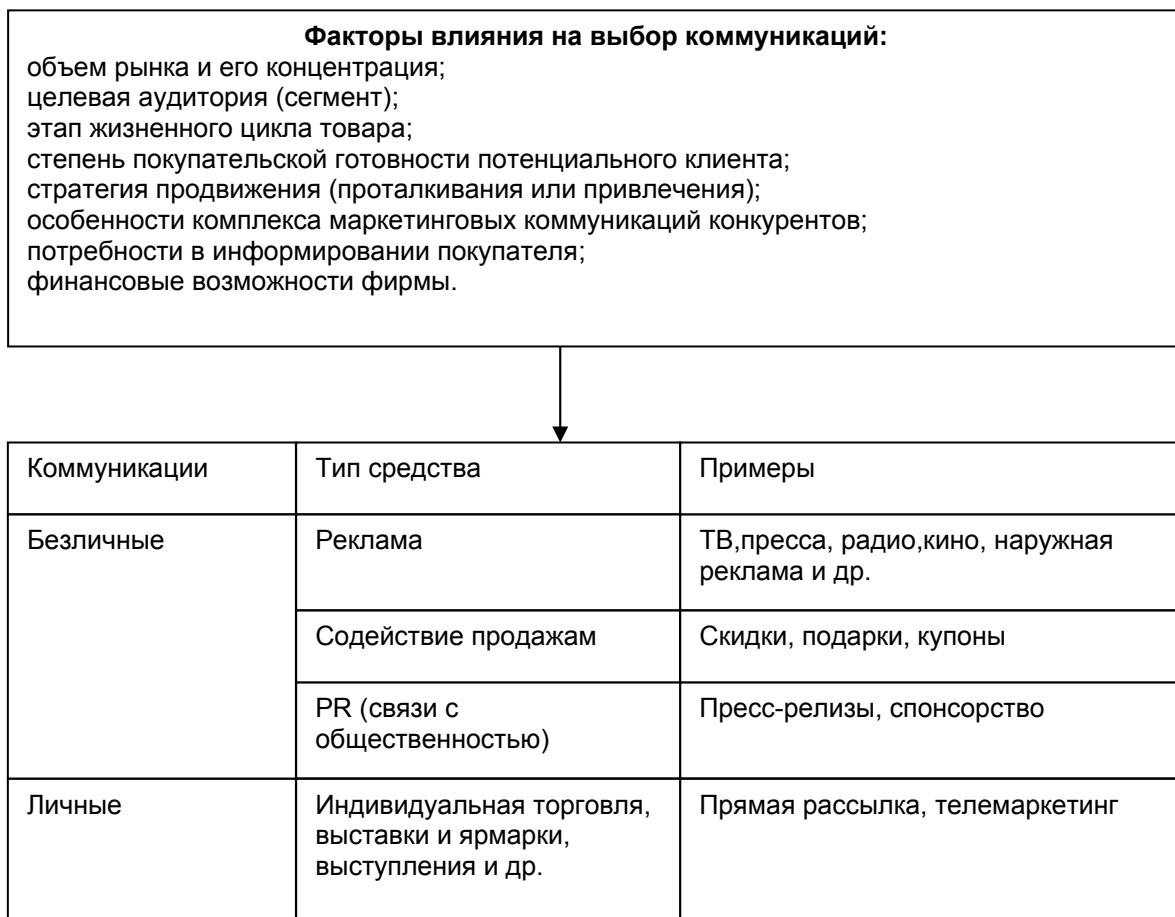 Факторы влияния на выбор коммуникаций:
объем рынка и его концентрация;
целевая аудитория (сегмент);
этап жизненного цикла товара;
степень покупательской готовности потенциального клиента;
стратегия продвижения (проталкивания или привлечения);
особенности комплекса маркетинговых коммуникаций конкурентов;
потребности в информировании покупателя;
финансовые возможности фирмы.
Коммуникации
Тип средства
Примеры
Безличные
Реклама
ТВ,пресса, радио,кино, наружная
реклама и др.
Содействие продажам
Скидки, подарки, купоны
PR (связи с
общественностью)
Пресс-релизы, спонсорство
Личные
Индивидуальная торговля,
выставки и ярмарки,
выступления и др.
Прямая рассылка, телемаркетинг